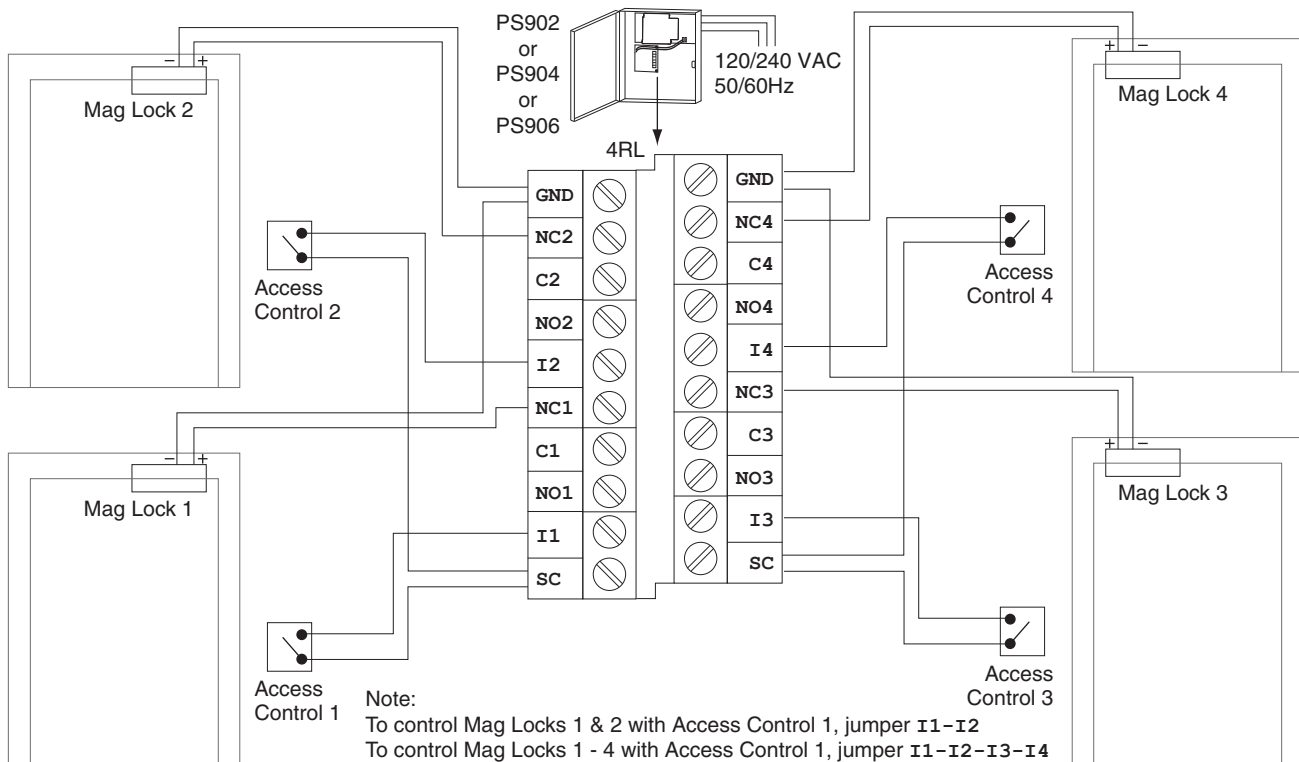 PS902
or
PS904
or
PS906
120/240 VAC
50/60Hz
4RL
- +
Mag Lock 2
+ -
Mag Lock 4
GND
NC2
C2
NO2
I2
NC1
C1
NO1
I1
SC
GND
NC4
C4
NO4
I4
NC3
C3
NO3
I3
SC
Access
Control 2
Access
Control 4
- +
Mag Lock 1
+ -
Mag Lock 3
Access
Control 1
Access
Control 3
Note:
To control Mag Locks 1 & 2 with Access Control 1, jumper I1-I2
To control Mag Locks 1 - 4 with Access Control 1, jumper I1-I2-I3-I4